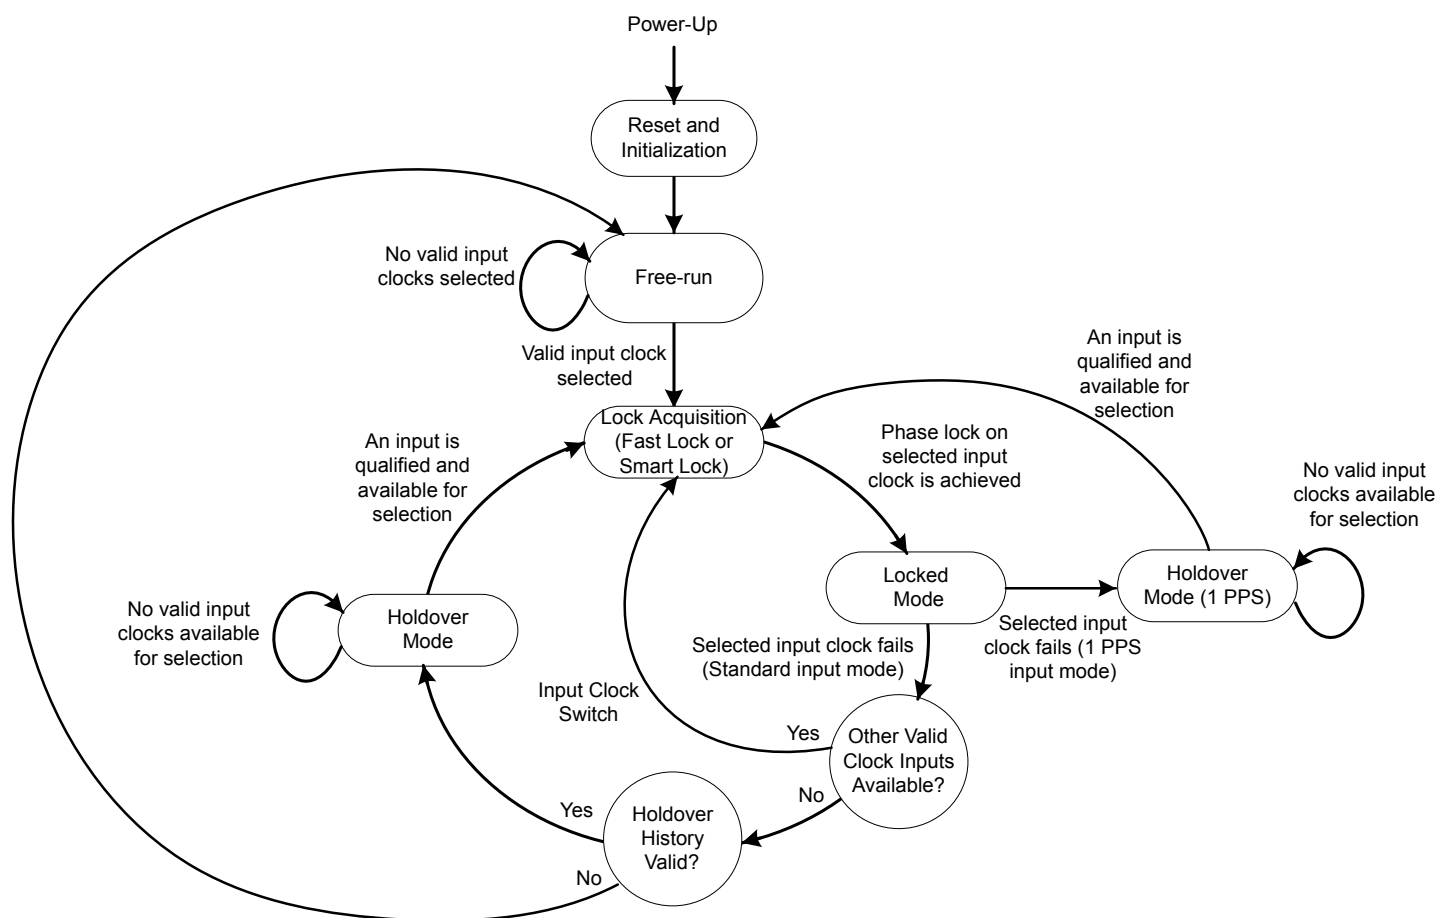 Power-Up
Reset and
Initialization
No valid input
clocks selected
Free-run
Valid input clock
selected
An input is
qualified and
available for
selection
Lock Acquisition
(Fast Lock or
Smart Lock)
An input is
qualified and
available for
selection
Phase lock on
selected input
clock is achieved
No valid input
clocks available
for selection
Locked
Mode
Holdover
Mode (1 PPS)
No valid input
clocks available
for selection
Holdover
Mode
Selected input clock fails
(Standard input mode)
Selected input
clock fails (1 PPS
input mode)
Input Clock
Switch
Yes
Other Valid
Clock Inputs
Available?
No
Yes
Holdover
History
Valid?
No